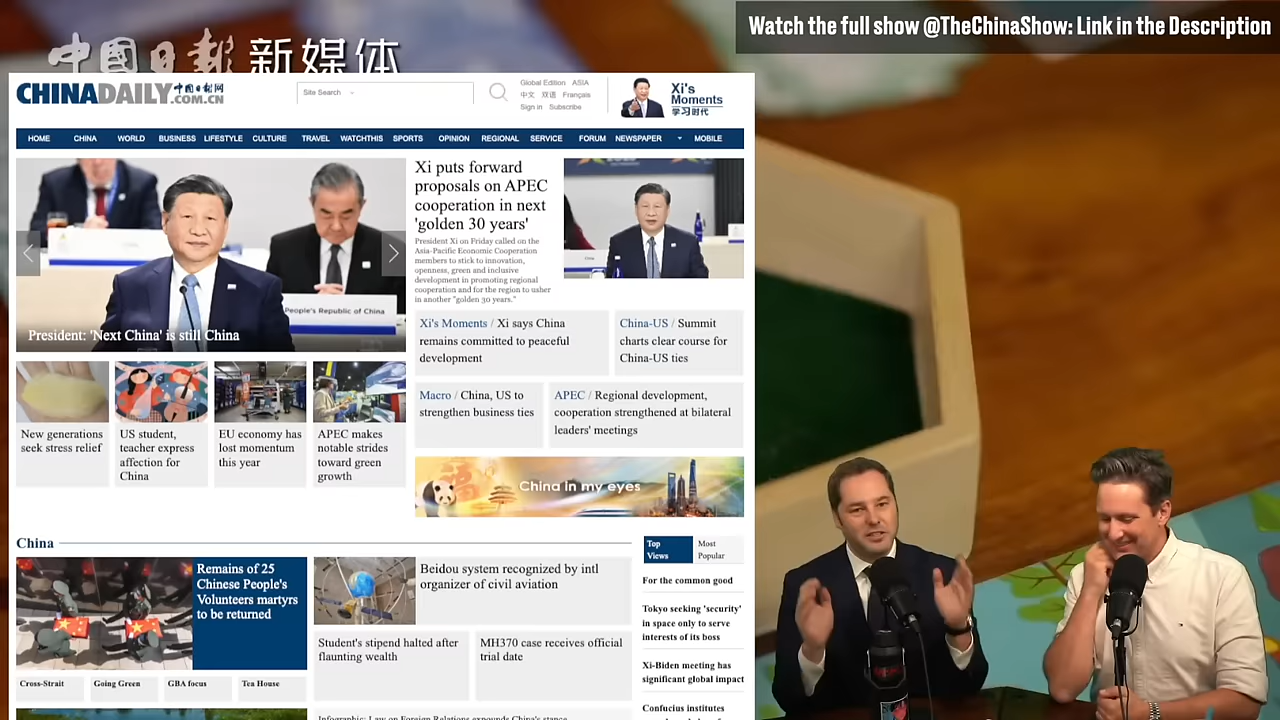 Watch the full show @TheChinaShow: Link in the Description
中国日報 新媒体
CHINADAILY 中国日报网
.COM.CN
Site Search
Global Edition ASIA
中文 双语 Français
Sign in Subscribe
Xi's
Moments
学习时代
HOME CHINA WORLD BUSINESS LIFESTYLE CULTURE TRAVEL WATCHTHIS SPORTS OPINION REGIONAL SERVICE FORUM NEWSPAPER MOBILE
People's Republic of China
President: 'Next China' is still China
Xi puts forward
proposals on APEC
cooperation in next
'golden 30 years'
President Xi on Friday called on the
Asia-Pacific Economic Cooperation
members to stick to innovation,
openness, green and inclusive
development in promoting regional
cooperation and for the region to usher
in another "golden 30 years."
China
Xi's Moments / Xi says China
remains committed to peaceful
development
China-US / Summit
charts clear course for
China-US ties
Macro / China, US to
strengthen business ties
APEC / Regional development,
cooperation strengthened at bilateral
leaders' meetings
New generations
seek stress relief
US student,
teacher express
affection for
China
EU economy has
lost momentum
this year
APEC makes
notable strides
toward green
growth
China in my eyes
China
Remains of 25
Chinese People's
Volunteers martyrs
to be returned
Beidou system recognized by intl
organizer of civil aviation
Student's stipend halted after
flaunting wealth
MH370 case receives official
trial date
Cross-Strait Going Green GBA focus Tea House
Infographic: Law on Foreign Relations expounds China's stance
Top
Views
Most
Popular
For the common good
Tokyo seeking 'security'
in space only to serve
interests of its boss
Xi-Biden meeting has
significant global impact
Confucius institutes